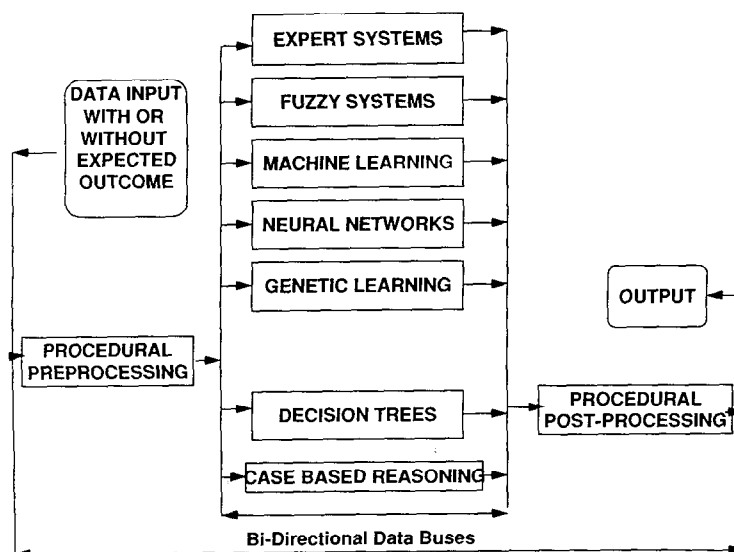 DATA INPUT
WITH OR
WITHOUT
EXPECTED
OUTCOME
PROCEDURAL
PREPROCESSING
EXPERT SYSTEMS
FUZZY SYSTEMS
MACHINE LEARNING
NEURAL NETWORKS
GENETIC LEARNING
DECISION TREES
CASE BASED REASONING
OUTPUT
PROCEDURAL
POST-PROCESSING
Bi-Directional Data Buses